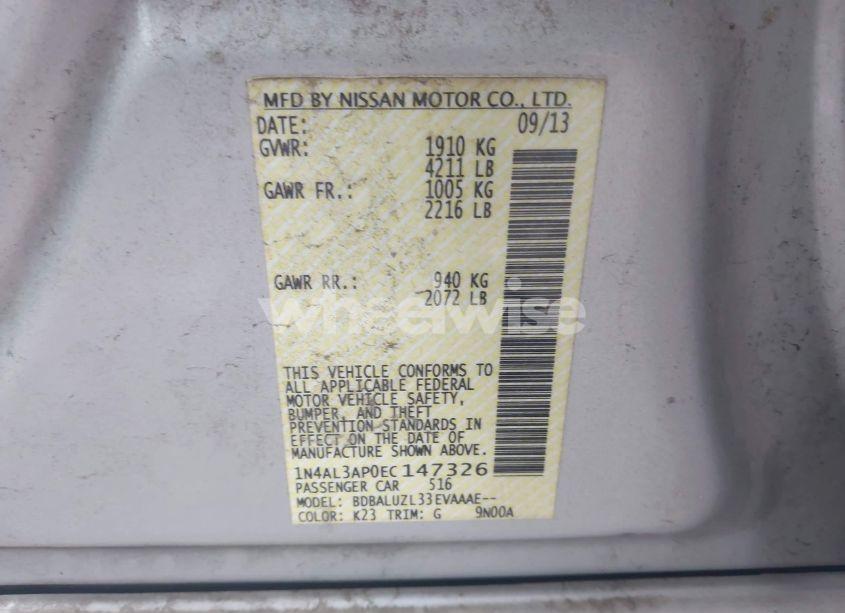 MFD BY NISSAN MOTOR CO., LTD.
DATE: 09/13
GVWR: 1910 KG
4211 LB
GAWR FR.: 1005 KG
2216 LB
GAWR RR.: 940 KG
2072 LB
wheelwise
THIS VEHICLE CONFORMS TO
ALL APPLICABLE FEDERAL
MOTOR VEHICLE SAFETY,
BUMPER, AND THEFT
PREVENTION STANDARDS IN
EFFECT ON THE DATE OF
MANUFACTURE SHOWN ABOVE.
1N4AL3AP0EC147326
PASSENGER CAR 516
MODEL: BDBALUZL33EVAAAE--
COLOR: K23 TRIM: G 9N00A